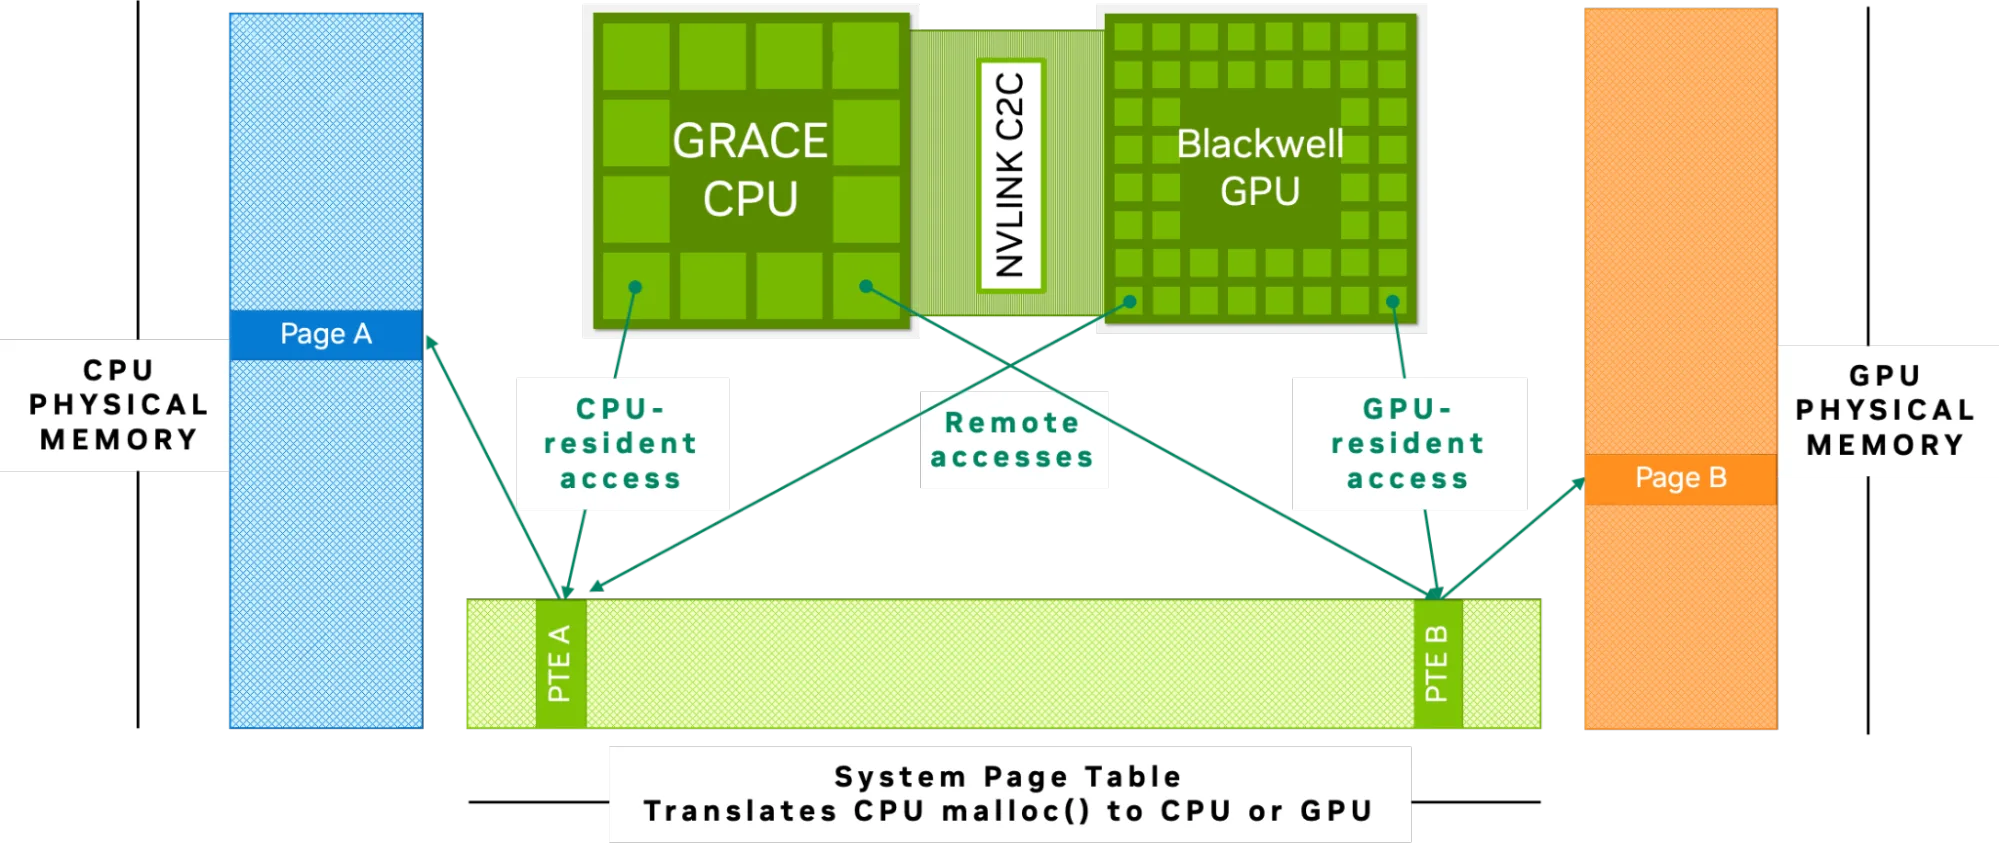 GRACE
CPU
NVLINK C2C
Blackwell
GPU
Page A
CPU
PHYSICAL
MEMORY
CPU-
resident
access
Remote
accesses
GPU-
resident
access
GPU
PHYSICAL
MEMORY
Page B
PTE A
PTE B
System Page Table
Translates CPU malloc() to CPU or GPU